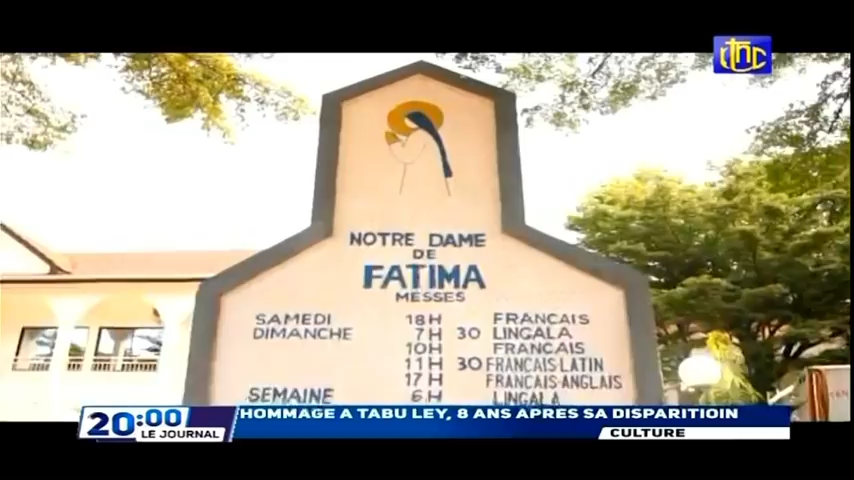 rtnc
NOTRE DAME
DE
FATIMA
MESSES
SAMEDI 18H FRANCAIS
DIMANCHE 7H 30 LINGALA
10H FRANCAIS
11H 30 FRANCAIS-LATIN
17H FRANCAIS-ANGLAIS
SEMAINE 6H LINGALA
20:00
LE JOURNAL
HOMMAGE A TABU LEY, 8 ANS APRES SA DISPARITIOIN
CULTURE